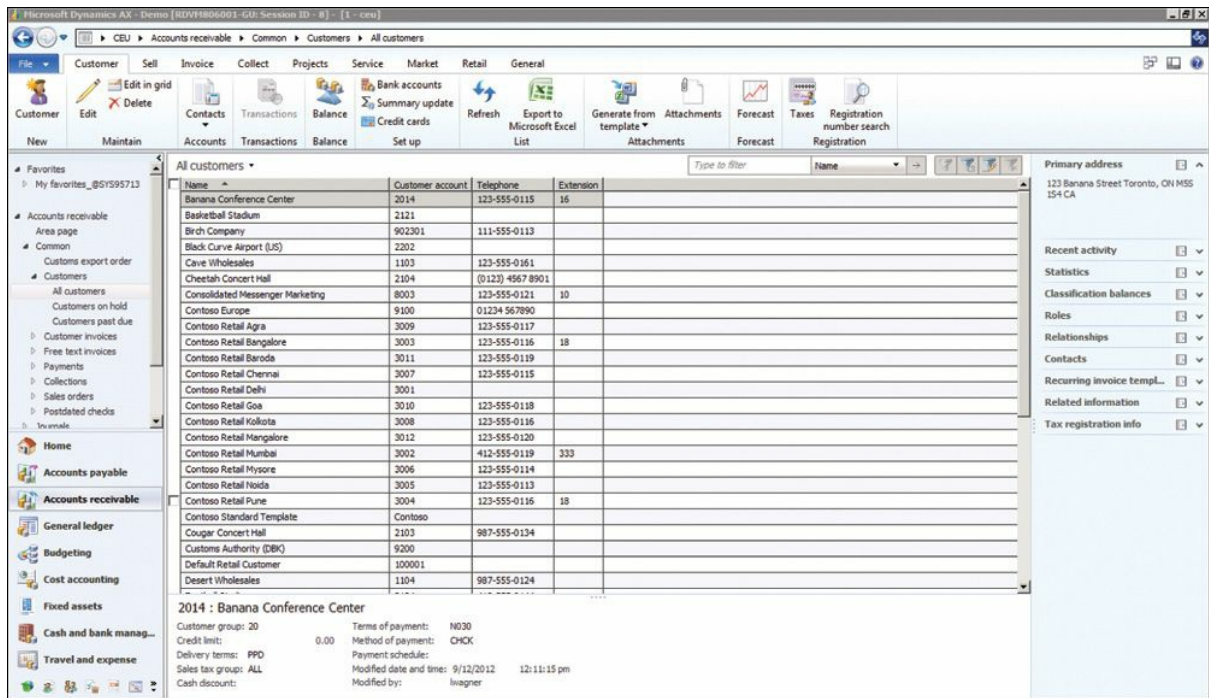 Microsoft Dynamics AX - Demo [RDVM806001-GU: Session ID - 8] - [1 - ceu]
CEU Accounts receivable Common Customers All customers
File Customer Sell Invoice Collect Projects Service Market Retail General
Customer
New
Edit
Edit in grid
Delete
Maintain
Contacts
Accounts
Transactions
Transactions
Balance
Balance
Bank accounts
Summary update
Credit cards
Set up
Refresh
Export to
Microsoft Excel
List
Generate from
template
Attachments
Attachments
Forecast
Forecast
Taxes
Registration
number search
Registration
Favorites
My favorites_@SYS95713
Accounts receivable
Area page
Common
Customs export order
Customers
All customers
Customers on hold
Customers past due
Customer invoices
Free text invoices
Payments
Collections
Sales orders
Postdated checks
Journals
Home
Accounts payable
Accounts receivable
General ledger
Budgeting
Cost accounting
Fixed assets
Cash and bank manag...
Travel and expense
All customers
Type to filter
Name
Name Customer account Telephone Extension
Banana Conference Center 2014 123-555-0115 16
Basketball Stadium 2121
Birch Company 902301 111-555-0113
Black Curve Airport (US) 2202
Cave Wholesales 1103 123-555-0161
Cheetah Concert Hall 2104 (0123) 4567 8901
Consolidated Messenger Marketing 8003 123-555-0121 10
Contoso Europe 9100 01234 567890
Contoso Retail Agra 3009 123-555-0117
Contoso Retail Bangalore 3003 123-555-0116 18
Contoso Retail Baroda 3011 123-555-0119
Contoso Retail Chennai 3007 123-555-0115
Contoso Retail Delhi 3001
Contoso Retail Goa 3010 123-555-0118
Contoso Retail Kolkota 3008 123-555-0116
Contoso Retail Mangalore 3012 123-555-0120
Contoso Retail Mumbai 3002 412-555-0119 333
Contoso Retail Mysore 3006 123-555-0114
Contoso Retail Noida 3005 123-555-0113
Contoso Retail Pune 3004 123-555-0116 18
Contoso Standard Template Contoso
Cougar Concert Hall 2103 987-555-0134
Customs Authority (DBK) 9200
Default Retail Customer 100001
Desert Wholesales 1104 987-555-0124
2014 : Banana Conference Center
Customer group: 20 Terms of payment: N030
Credit limit: 0.00 Method of payment: CHCK
Delivery terms: PPD Payment schedule:
Sales tax group: ALL Modified date and time: 9/12/2012 12:11:15 pm
Cash discount: Modified by: lwagner
Primary address
123 Banana Street Toronto, ON M5S
1S4 CA
Recent activity
Statistics
Classification balances
Roles
Relationships
Contacts
Recurring invoice templ...
Related information
Tax registration info